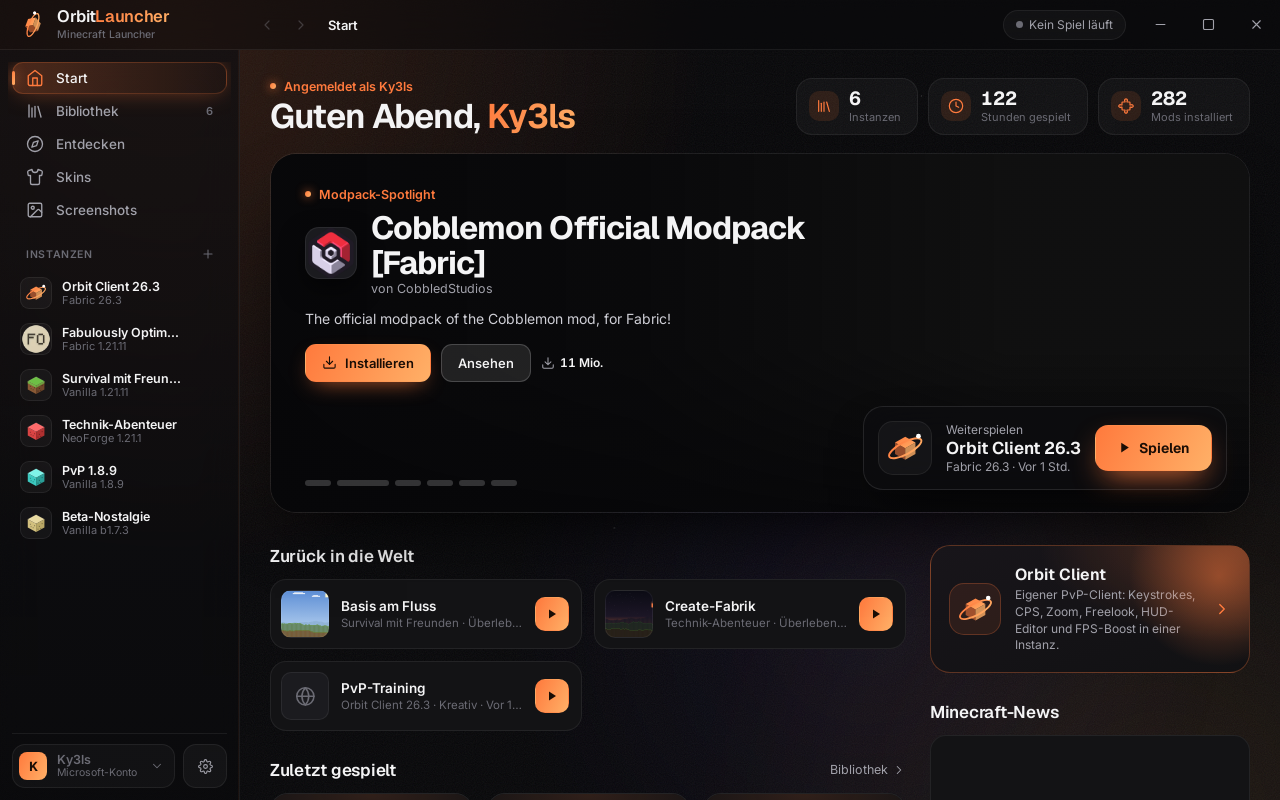 OrbitLauncher
Minecraft Launcher
Start
Kein Spiel läuft
Start
Bibliothek
6
Entdecken
Skins
Screenshots
INSTANZEN
Orbit Client 26.3
Fabric 26.3
Fabulously Optim...
Fabric 1.21.11
Survival mit Freun...
Vanilla 1.21.11
Technik-Abenteuer
NeoForge 1.21.1
PvP 1.8.9
Vanilla 1.8.9
Beta-Nostalgie
Vanilla b1.7.3
K
Ky3ls
Microsoft-Konto
Angemeldet als Ky3ls
Guten Abend, Ky3ls
6
Instanzen
122
Stunden gespielt
282
Mods installiert
Modpack-Spotlight
Cobblemon Official Modpack
[Fabric]
von CobbledStudios
The official modpack of the Cobblemon mod, for Fabric!
Installieren
Ansehen
11 Mio.
Weiterspielen
Orbit Client 26.3
Fabric 26.3 · Vor 1 Std.
Spielen
Zurück in die Welt
Basis am Fluss
Survival mit Freunden · Überleb...
Create-Fabrik
Technik-Abenteuer · Überleben...
PvP-Training
Orbit Client 26.3 · Kreativ · Vor 1...
Zuletzt gespielt
Bibliothek
Orbit Client
Eigener PvP-Client: Keystrokes,
CPS, Zoom, Freelook, HUD-
Editor und FPS-Boost in einer
Instanz.
Minecraft-News
FO